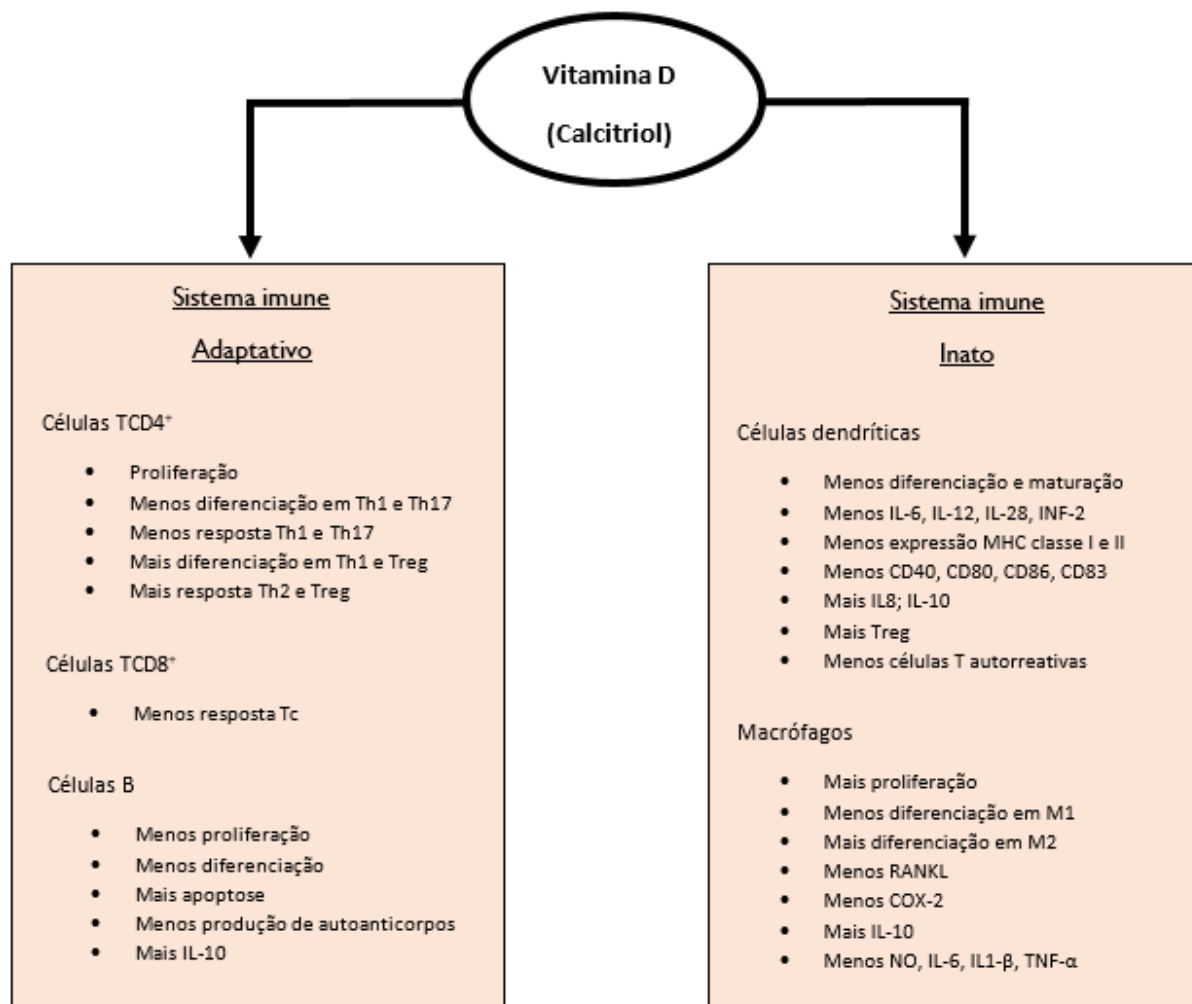 Vitamina D
(Calcitriol)
Sistema imune
Adaptativo
Células TCD4⁺
• Proliferação
• Menos diferenciação em Th1 e Th17
• Menos resposta Th1 e Th17
• Mais diferenciação em Th1 e Treg
• Mais resposta Th2 e Treg
Células TCD8⁺
• Menos resposta Tc
Células B
• Menos proliferação
• Menos diferenciação
• Mais apoptose
• Menos produção de autoanticorpos
• Mais IL-10
Sistema imune
Inato
Células dendríticas
• Menos diferenciação e maturação
• Menos IL-6, IL-12, IL-28, INF-2
• Menos expressão MHC classe I e II
• Menos CD40, CD80, CD86, CD83
• Mais IL8; IL-10
• Mais Treg
• Menos células T autorreativas
Macrófagos
• Mais proliferação
• Menos diferenciação em M1
• Mais diferenciação em M2
• Menos RANKL
• Menos COX-2
• Mais IL-10
• Menos NO, IL-6, IL1-β, TNF-α